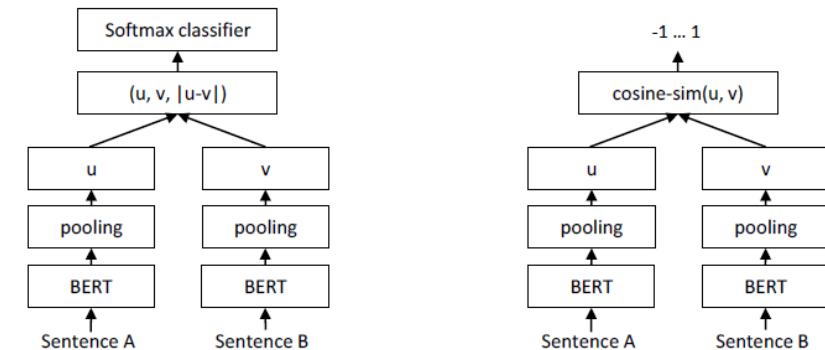 Softmax classifier
(u, v, |u-v|)
u
v
pooling
pooling
BERT
BERT
Sentence A
Sentence B
-1 … 1
cosine-sim(u, v)
u
v
pooling
pooling
BERT
BERT
Sentence A
Sentence B